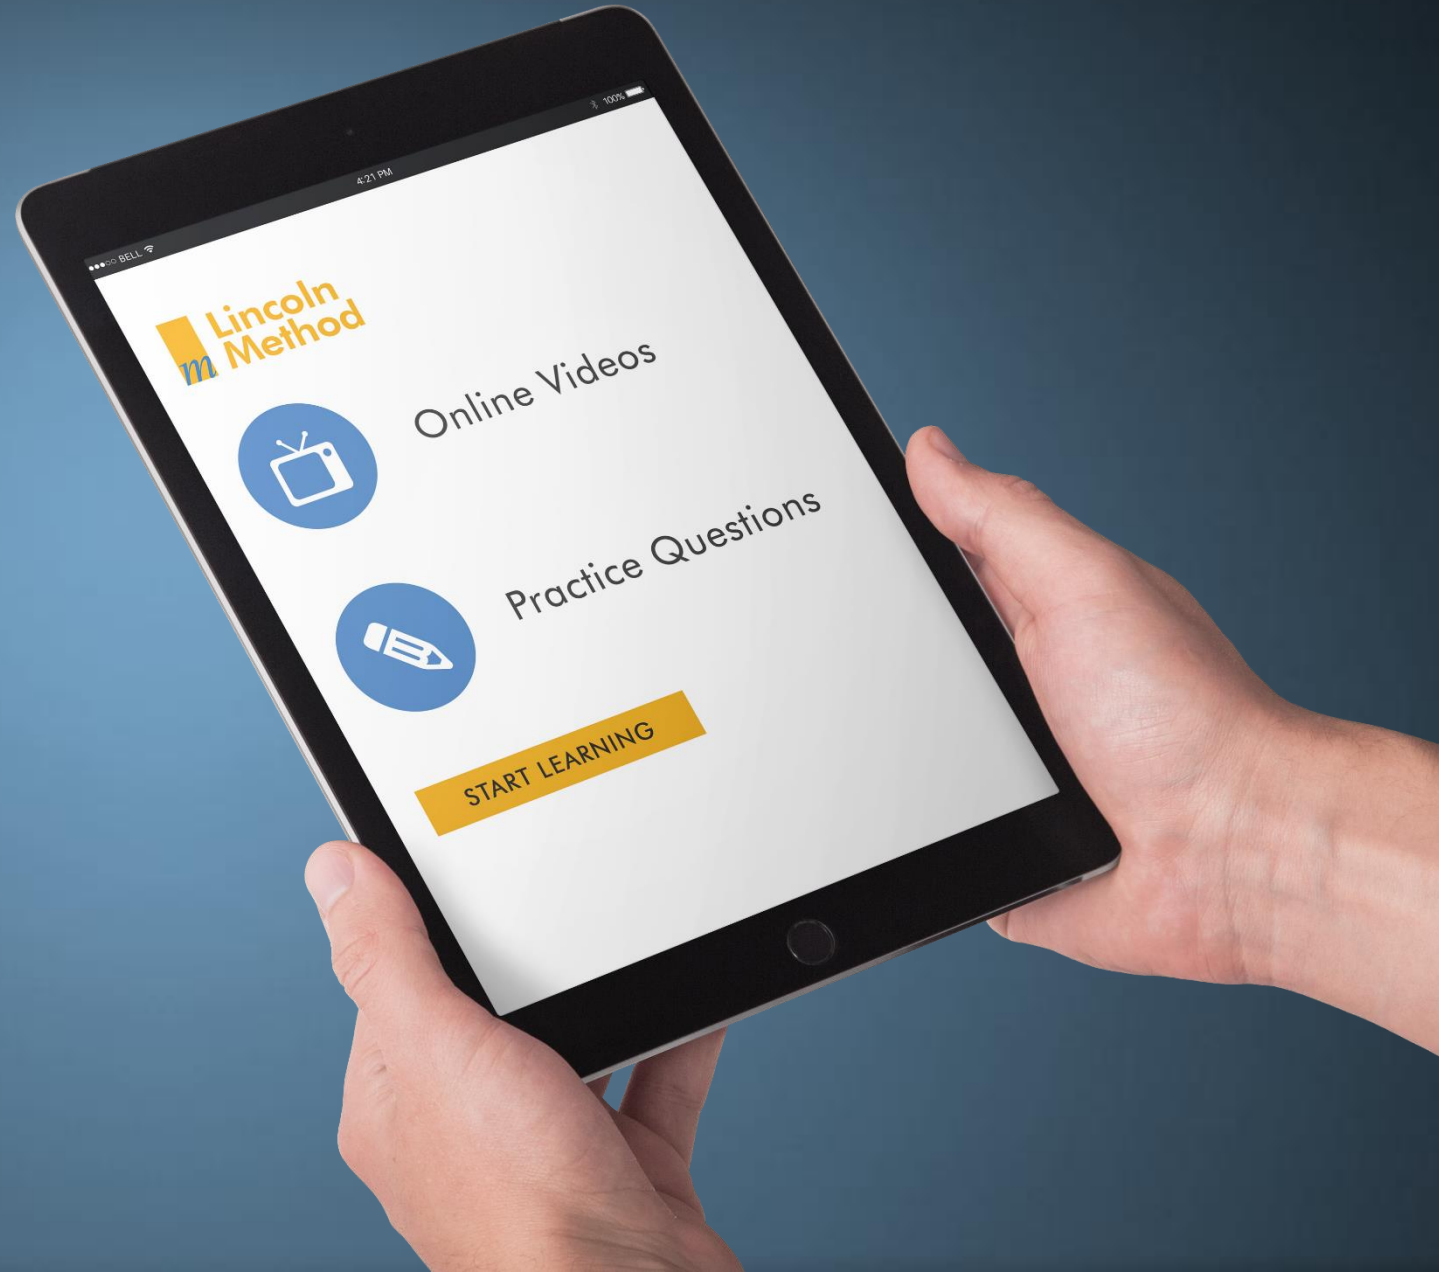 BELL
4:21 PM
100%
Lincoln
Method
m
Online Videos
Practice Questions
START LEARNING